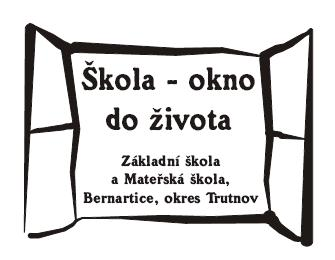 Škola - okno
do života
Základní škola
a Mateřská škola,
Bernartice, okres Trutnov